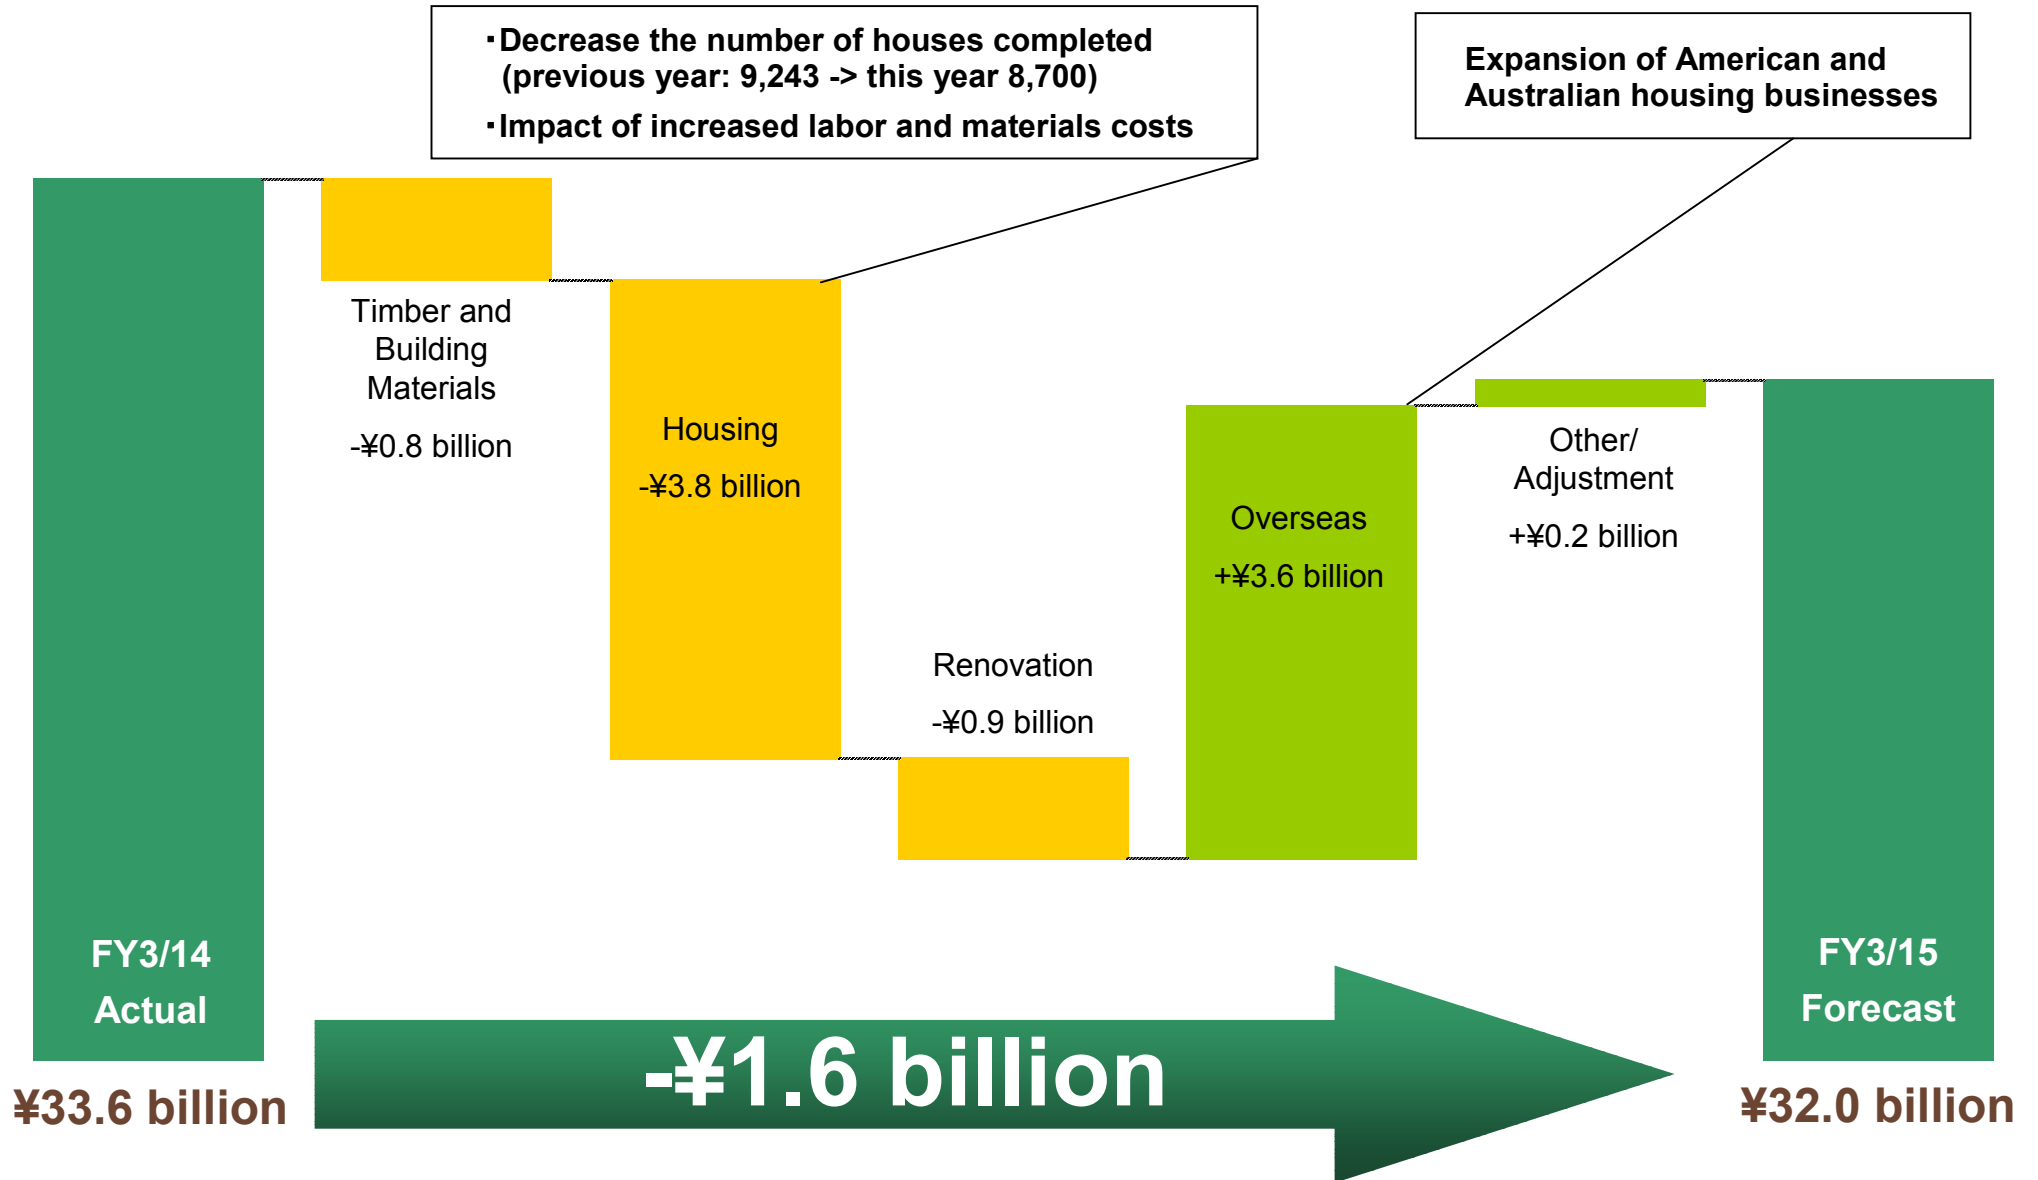 ・Decrease the number of houses completed
(previous year: 9,243 -> this year 8,700)
・Impact of increased labor and materials costs
Expansion of American and
Australian housing businesses
Timber and
Building
Materials
-¥0.8 billion
Housing
-¥3.8 billion
Renovation
-¥0.9 billion
Overseas
+¥3.6 billion
Other/
Adjustment
+¥0.2 billion
FY3/14
Actual
¥33.6 billion
-¥1.6 billion
FY3/15
Forecast
¥32.0 billion